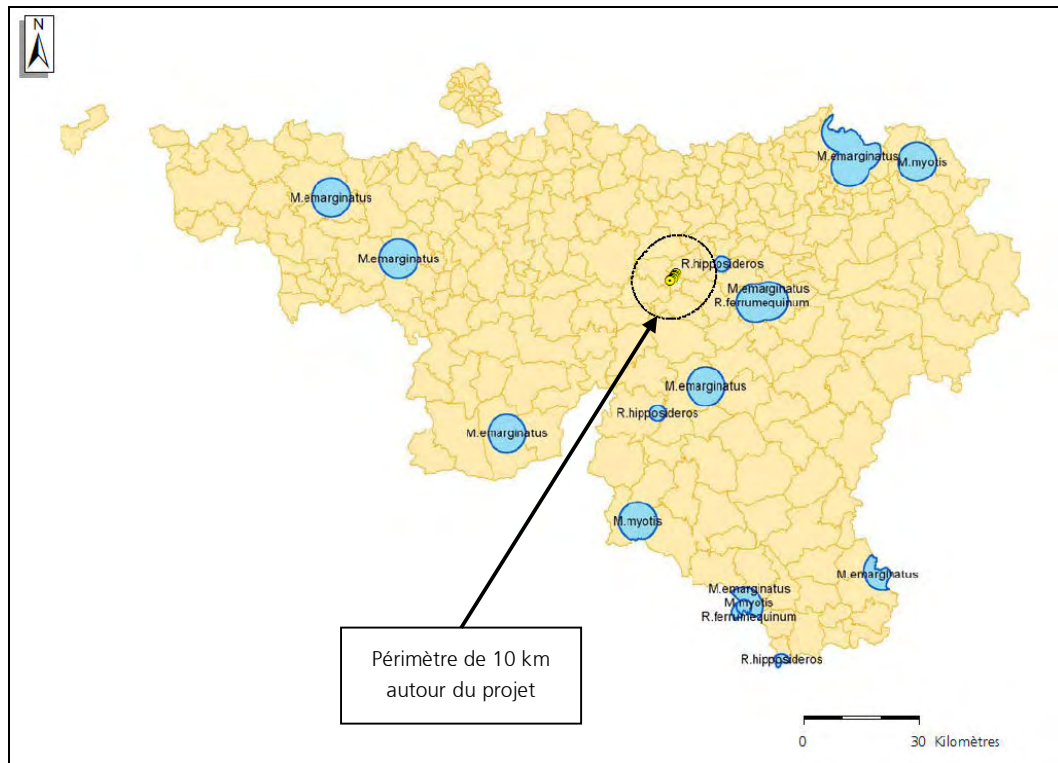 N
M.emarginatus
M.myotis
M.emarginatus
M.emarginatus
R.hipposideros
M.emarginatus
R.ferrumequinum
M.emarginatus
R.hipposideros
M.emarginatus
M.myotis
M.emarginatus
M.emarginatus
M.myotis
R.ferrumequinum
R.hipposideros
Périmètre de 10 km
autour du projet
0 30 Kilomètres